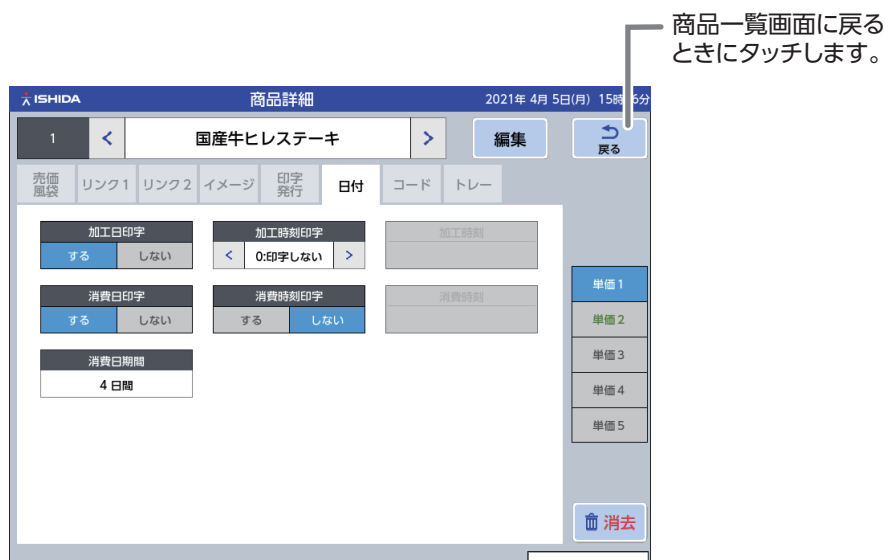 商品一覧画面に戻る
ときにタッチします。
ISHIDA 商品詳細 2021年 4月 5日(月) 15時 6分
1 < 国産牛ヒレステーキ > 編集 戻る
売価
風袋 リンク1 リンク2 イメージ 印字
発行 日付 コード トレー
加工日印字 加工時刻印字 加工時刻
する しない < 0:印字しない >
消費日印字 消費時刻印字 消費時刻
する しない する しない
消費日期間
4 日間
単価1
単価2
単価3
単価4
単価5
消去